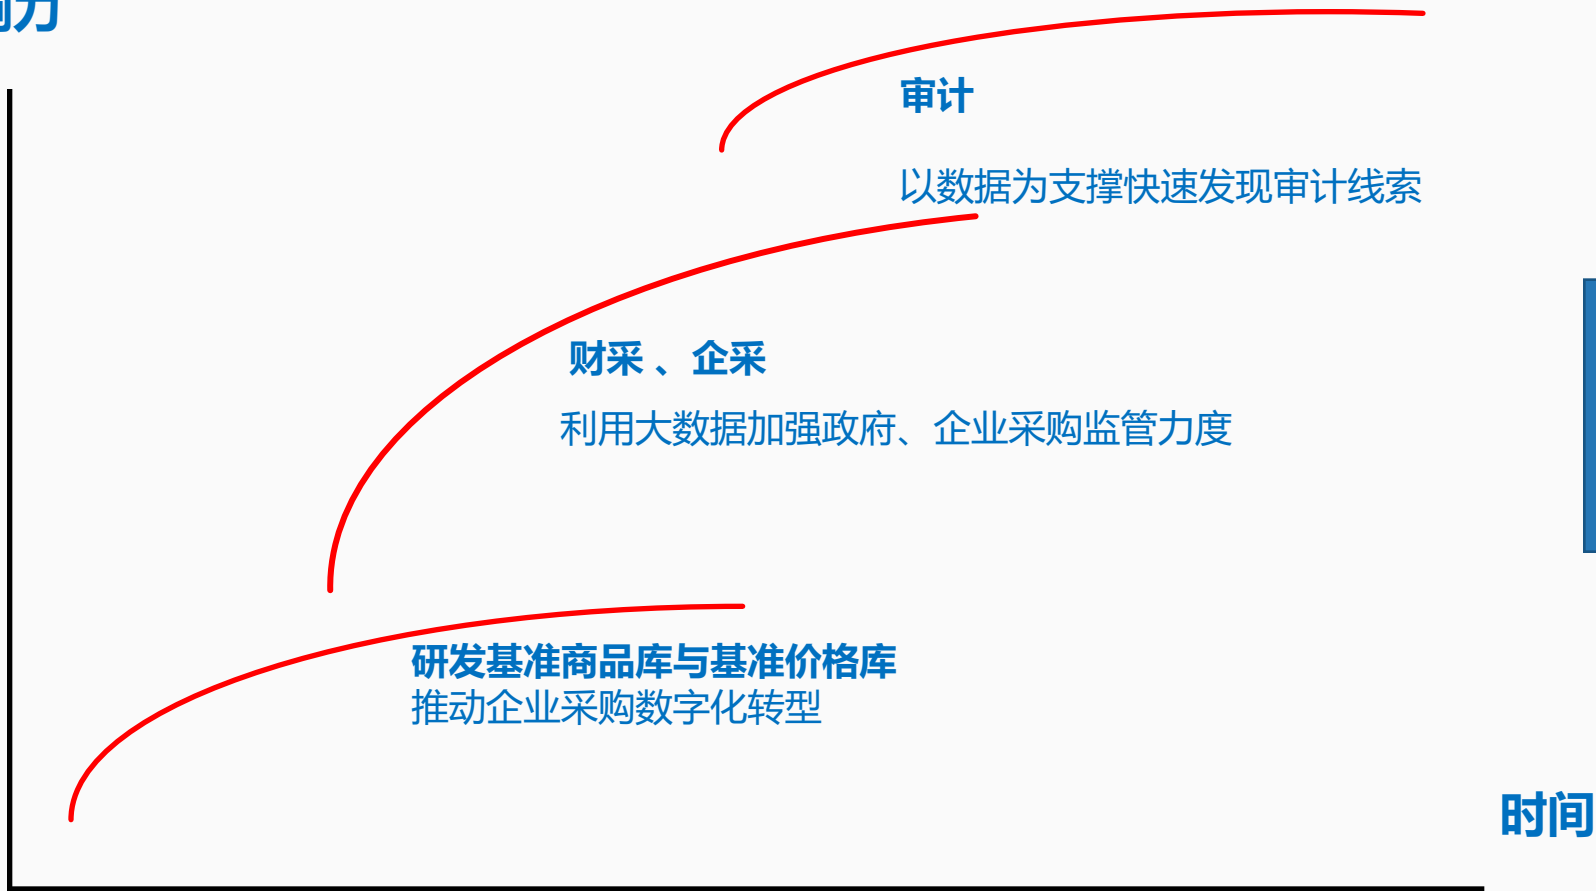 审计
以数据为支撑快速发现审计线索
财采 、企采
利用大数据加强政府、企业采购监管力度
研发基准商品库与基准价格库
推动企业采购数字化转型
时间